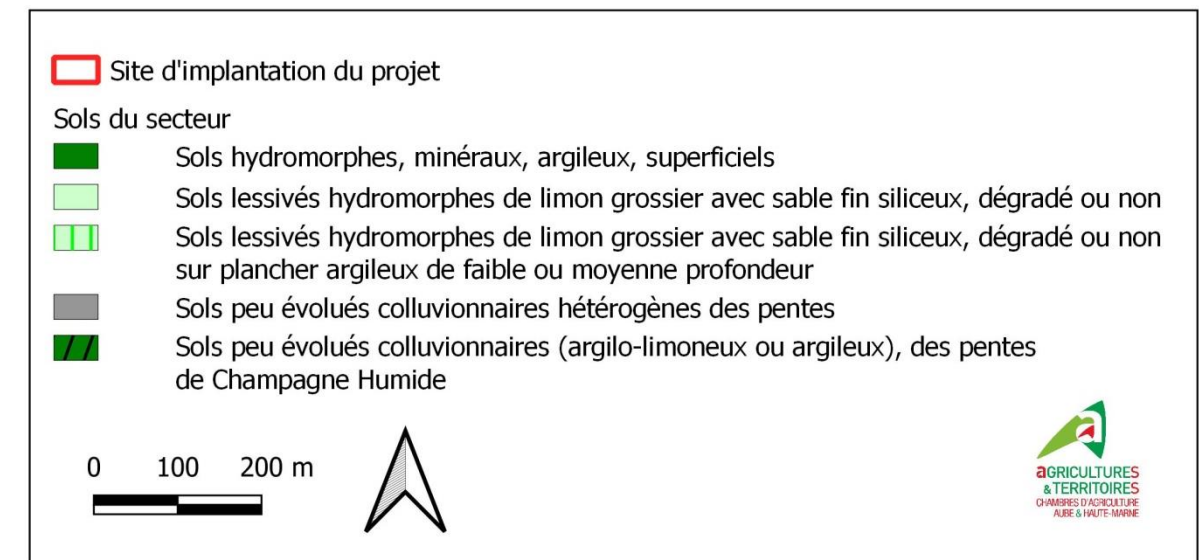 Site d'implantation du projet
Sols du secteur
Sols hydromorphes, minéraux, argileux, superficiels
Sols lessivés hydromorphes de limon grossier avec sable fin siliceux, dégradé ou non
Sols lessivés hydromorphes de limon grossier avec sable fin siliceux, dégradé ou non
sur plancher argileux de faible ou moyenne profondeur
Sols peu évolués colluvionnaires hétérogènes des pentes
Sols peu évolués colluvionnaires (argilo-limoneux ou argileux), des pentes
de Champagne Humide
0 100 200 m
aGRICULTURES
& TERRITOIRES
CHAMBRES D'AGRICULTURE
AUBE & HAUTE-MARNE